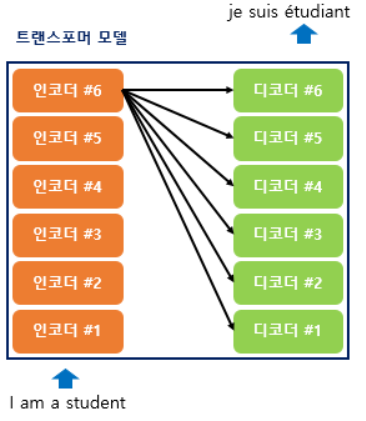 je suis étudiant
트랜스포머 모델
인코더 #6
디코더 #6
인코더 #5
디코더 #5
인코더 #4
디코더 #4
인코더 #3
디코더 #3
인코더 #2
디코더 #2
인코더 #1
디코더 #1
I am a student